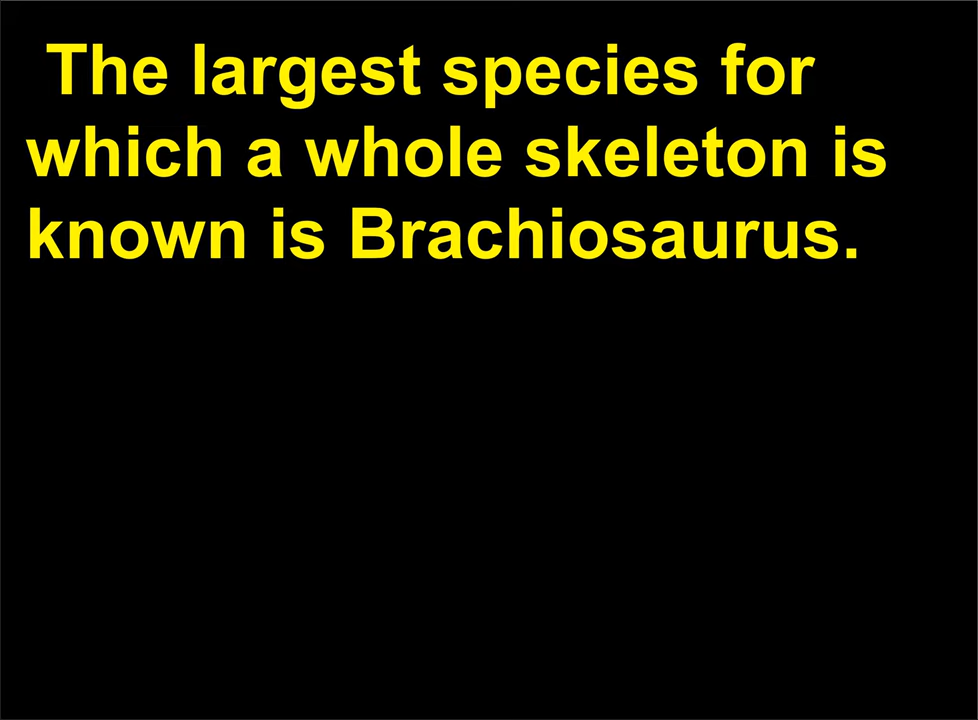 The largest species for
which a whole skeleton is
known is Brachiosaurus.